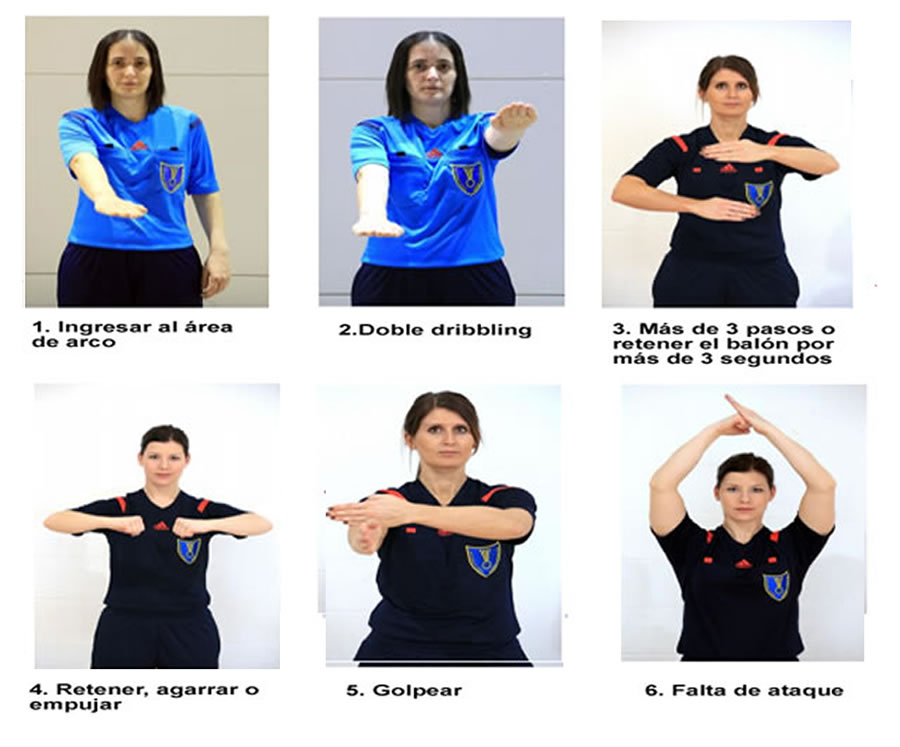 1. Ingresar al área
de arco
2.Doble dribbling
3. Más de 3 pasos o
retener el balón por
más de 3 segundos
4. Retener, agarrar o
empujar
5. Golpear
6. Falta de ataque